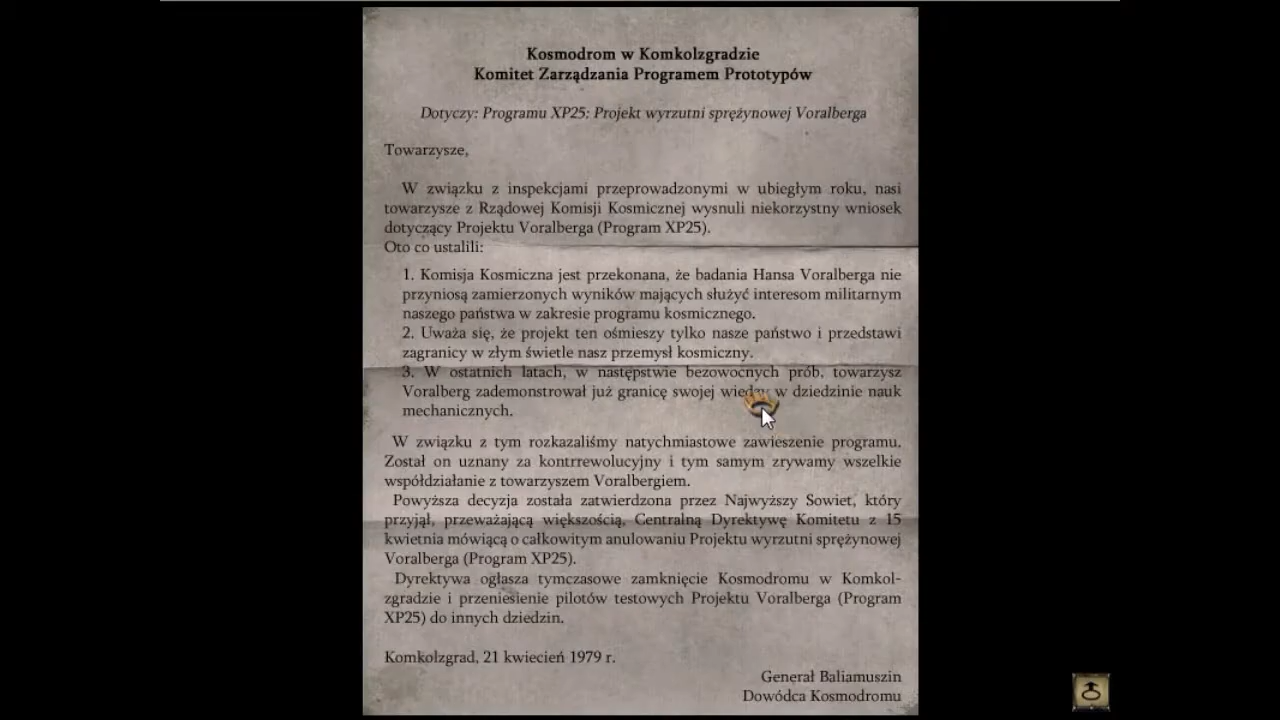 Kosmodrom w Komkolzgradzie
Komitet Zarządzania Programem Prototypów
Dotyczy: Programu XP25: Projekt wyrzutni sprężynowej Voralberga
Towarzysze,
W związku z inspekcjami przeprowadzonymi w ubiegłym roku, nasi
towarzysze z Rządowej Komisji Kosmicznej wysnuli niekorzystny wniosek
dotyczący Projektu Voralberga (Program XP25).
Oto co ustalili:
1. Komisja Kosmiczna jest przekonana, że badania Hansa Voralberga nie
przyniosą zamierzonych wyników mających służyć interesom militarnym
naszego państwa w zakresie programu kosmicznego.
2. Uważa się, że projekt ten ośmieszy tylko nasze państwo i przedstawi
zagranicy w złym świetle nasz przemysł kosmiczny.
3. W ostatnich latach, w następstwie bezowocnych prób, towarzysz
Voralberg zademonstrował już granicę swojej wiedzy w dziedzinie nauk
mechanicznych.
W związku z tym rozkazaliśmy natychmiastowe zawieszenie programu.
Został on uznany za kontrrewolucyjny i tym samym zrywamy wszelkie
współdziałanie z towarzyszem Voralbergiem.
Powyższa decyzja została zatwierdzona przez Najwyższy Sowiet, który
przyjął, przeważającą większością, Centralną Dyrektywę Komitetu z 15
kwietnia mówiącą o całkowitym anulowaniu Projektu wyrzutni sprężynowej
Voralberga (Program XP25).
Dyrektywa ogłasza tymczasowe zamknięcie Kosmodromu w Komkol-
zgradzie i przeniesienie pilotów testowych Projektu Voralberga (Program
XP25) do innych dziedzin.
Komkolzgrad, 21 kwiecień 1979 r.
Generał Baliamuszin
Dowódca Kosmodromu